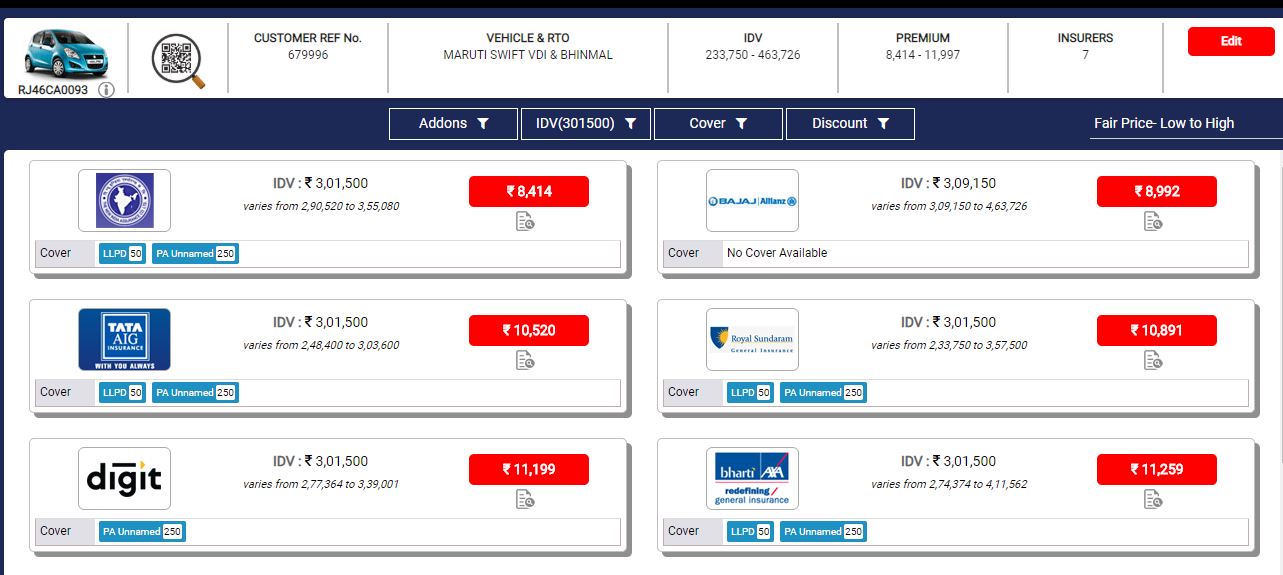 RJ46CA0093
CUSTOMER REF No.
679996
VEHICLE & RTO
MARUTI SWIFT VDI & BHINMAL
IDV
233,750 - 463,726
PREMIUM
8,414 - 11,997
INSURERS
7
Edit
Addons
IDV(301500)
Cover
Discount
Fair Price- Low to High
IDV : ₹ 3,01,500
varies from 2,90,520 to 3,55,080
₹ 8,414
Cover LLPD 50 PA Unnamed 250
BAJAJ Allianz
IDV : ₹ 3,09,150
varies from 3,09,150 to 4,63,726
₹ 8,992
Cover No Cover Available
TATA
AIG
INSURANCE
WITH YOU ALWAYS
IDV : ₹ 3,01,500
varies from 2,48,400 to 3,03,600
₹ 10,520
Cover LLPD 50 PA Unnamed 250
Royal Sundaram
General Insurance
IDV : ₹ 3,01,500
varies from 2,33,750 to 3,57,500
₹ 10,891
Cover LLPD 50 PA Unnamed 250
digit
IDV : ₹ 3,01,500
varies from 2,77,364 to 3,39,001
₹ 11,199
Cover PA Unnamed 250
bharti AXA
redefining /
general insurance
IDV : ₹ 3,01,500
varies from 2,74,374 to 4,11,562
₹ 11,259
Cover LLPD 50 PA Unnamed 250